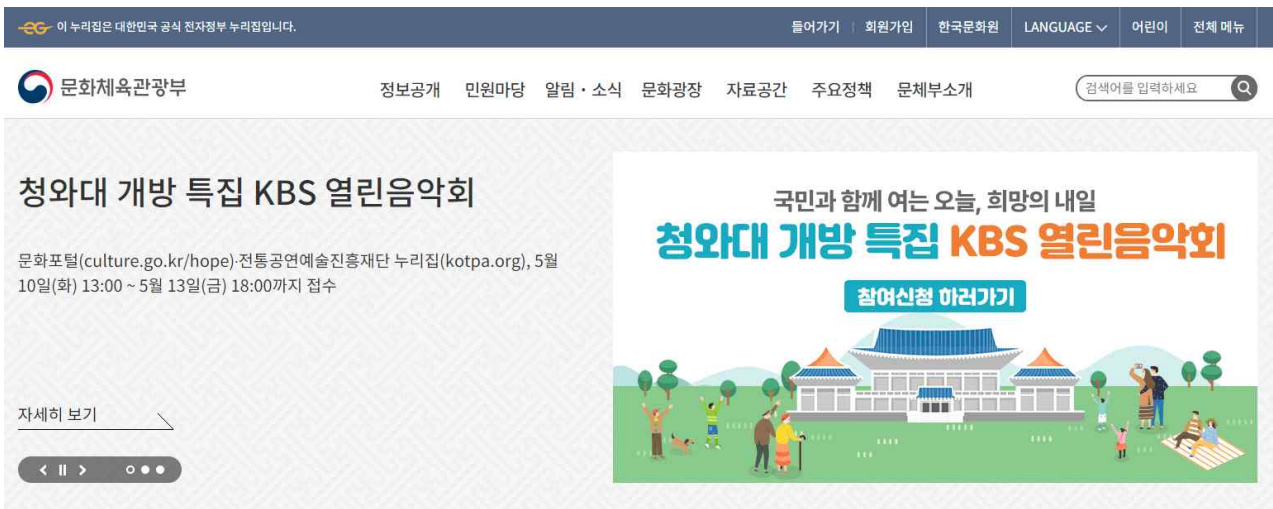 이 누리집은 대한민국 공식 전자정부 누리집입니다.
들어가기 회원가입 한국문화원 LANGUAGE 어린이 전체 메뉴
문화체육관광부
정보공개 민원마당 알림·소식 문화광장 자료공간 주요정책 문체부소개
검색어를 입력하세요
청와대 개방 특집 KBS 열린음악회
문화포털(culture.go.kr/hope)·전통공연예술진흥재단 누리집(kotpa.org), 5월
10일(화) 13:00 ~ 5월 13일(금) 18:00까지 접수
자세히 보기
국민과 함께 여는 오늘, 희망의 내일
청와대 개방 특집 KBS 열린음악회
참여신청 하러가기